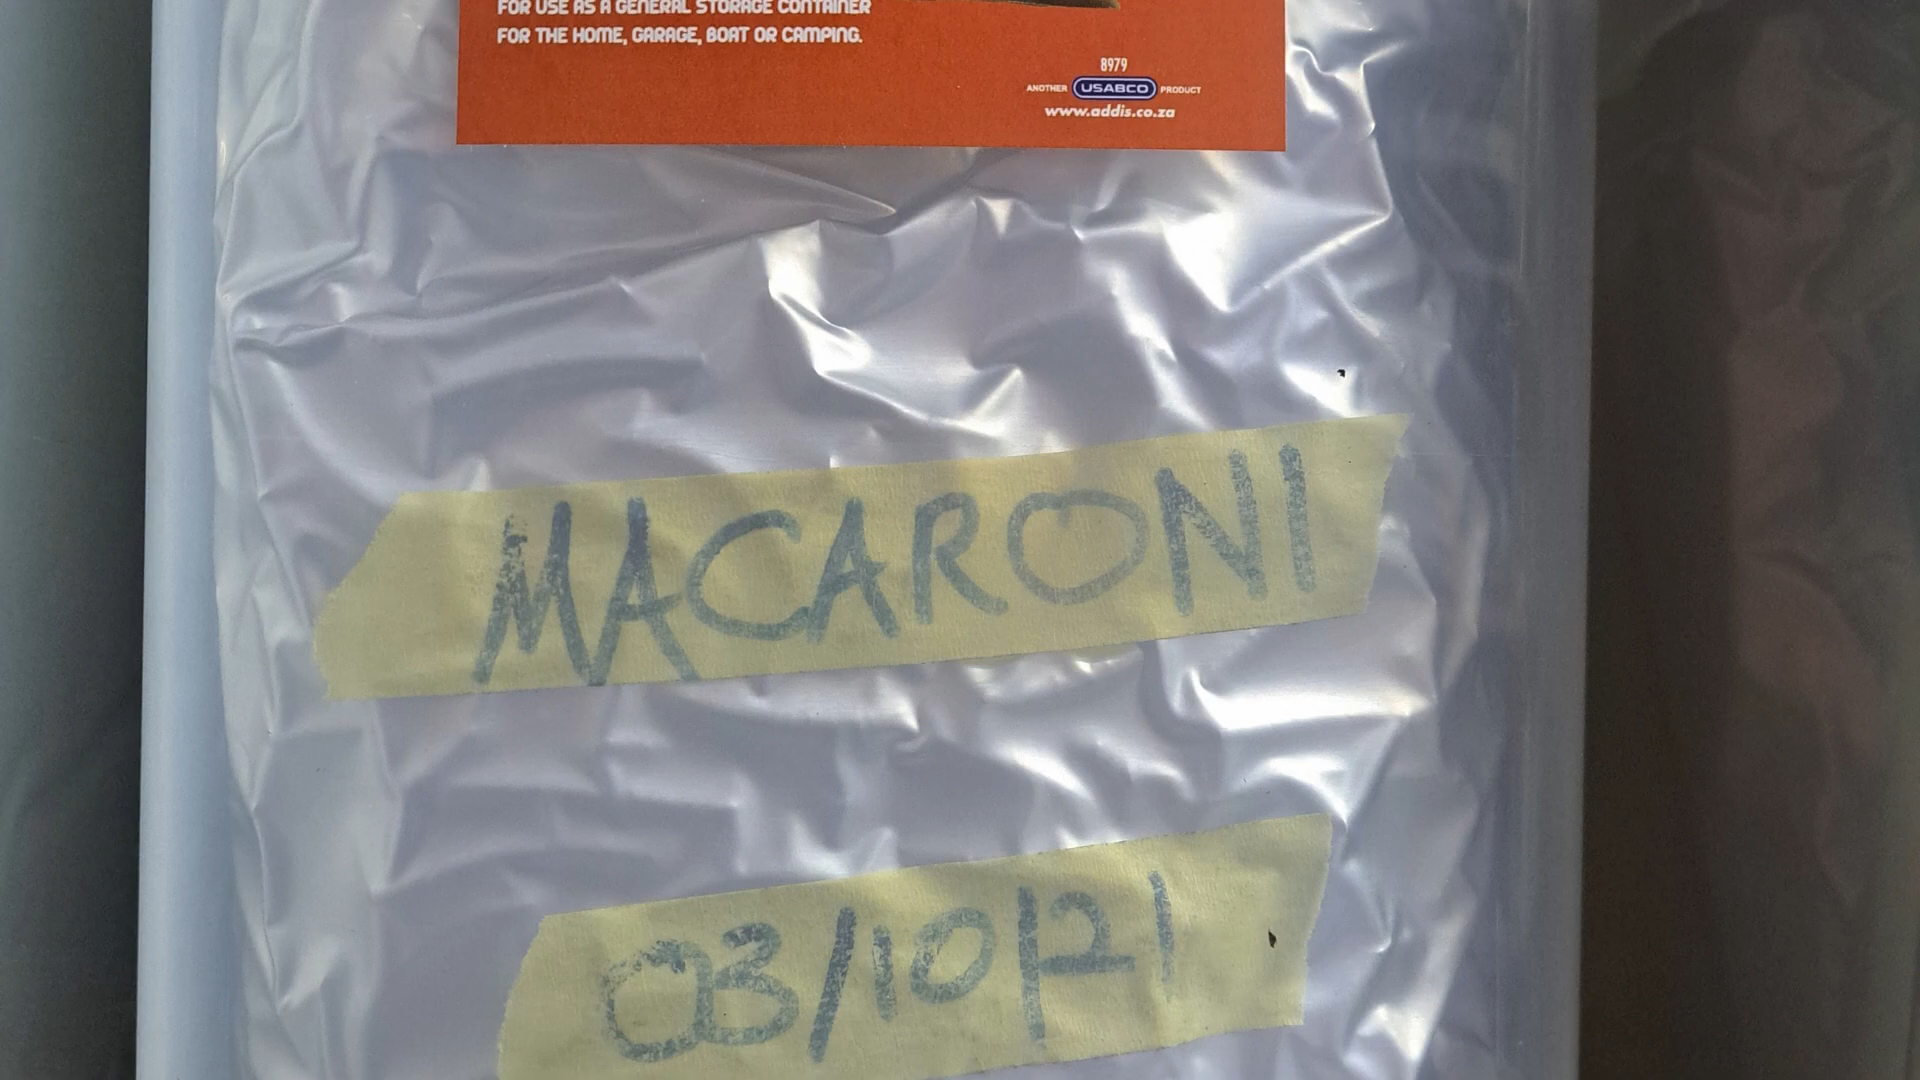 FOR USE AS A GENERAL STORAGE CONTAINER
FOR THE HOME, GARAGE, BOAT OR CAMPING.
8979
ANOTHER USABCO PRODUCT
www.addis.co.za
MACARONI
03/10/21